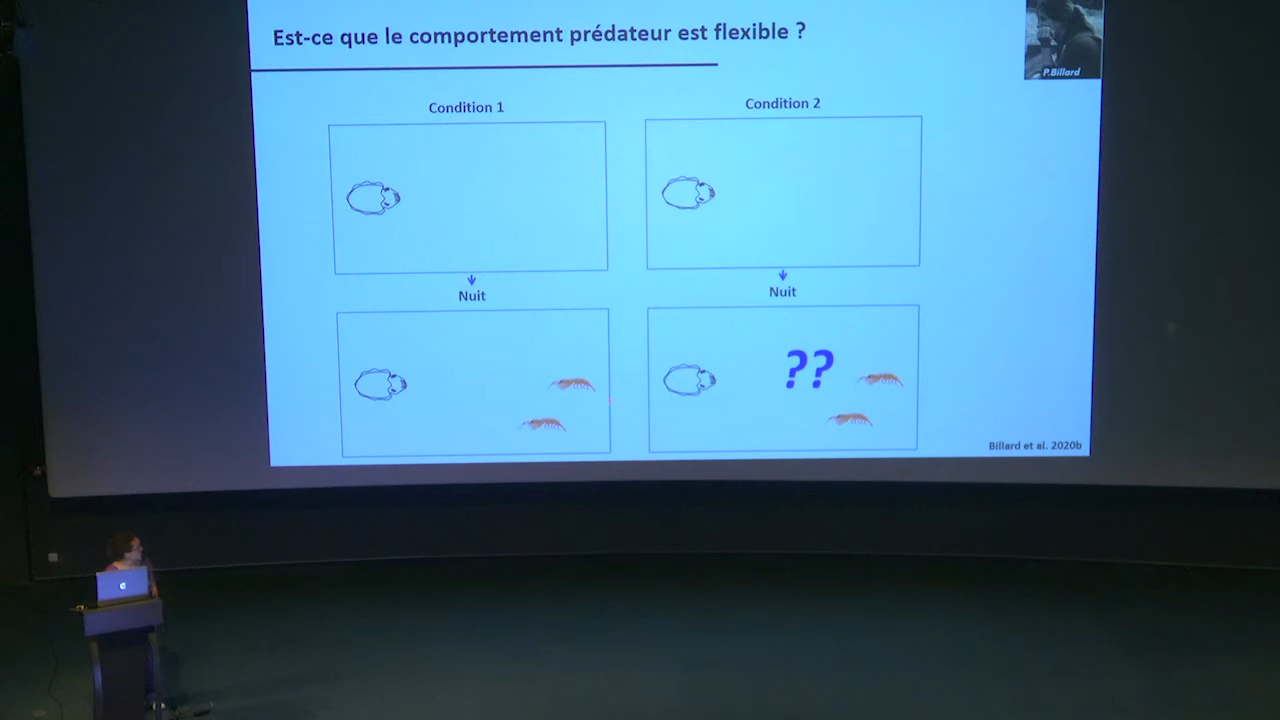 Est-ce que le comportement prédateur est flexible ?
P.Billard
Condition 1
Condition 2
Nuit
Nuit
??
Billard et al. 2020b